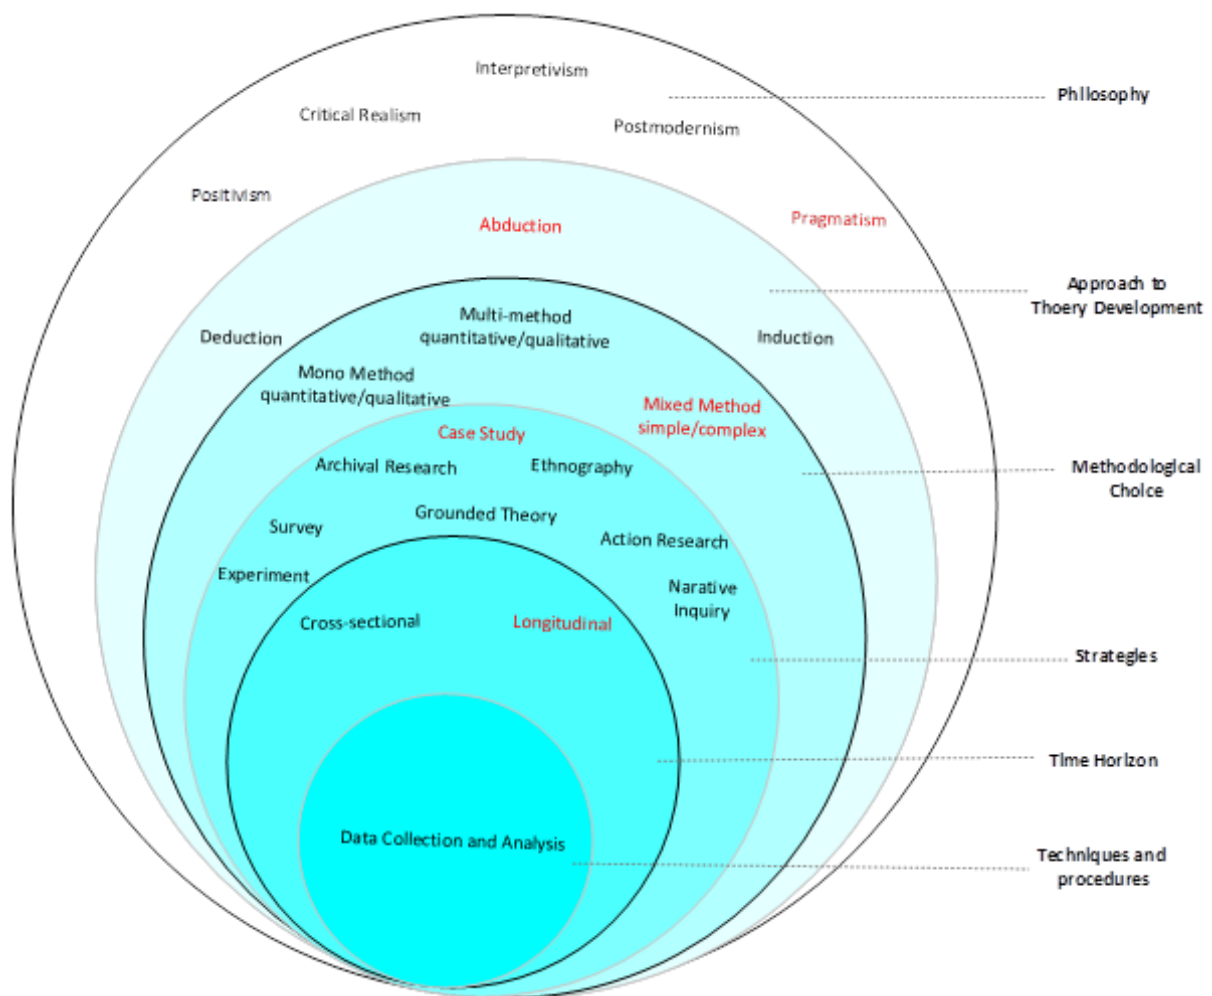 Interpretivism
Philosophy
Critical Realism
Postmodernism
Positivism
Pragmatism
Abduction
Approach to
Thoery Development
Multi-method
quantitative/qualitative
Deduction
Induction
Mono Method
quantitative/qualitative
Mixed Method
simple/complex
Case Study
Archival Research
Ethnography
Methodological
Choice
Grounded Theory
Survey
Action Research
Experiment
Narative
Inquiry
Cross-sectional
Longitudinal
Strategies
Time Horizon
Data Collection and Analysis
Techniques and
procedures